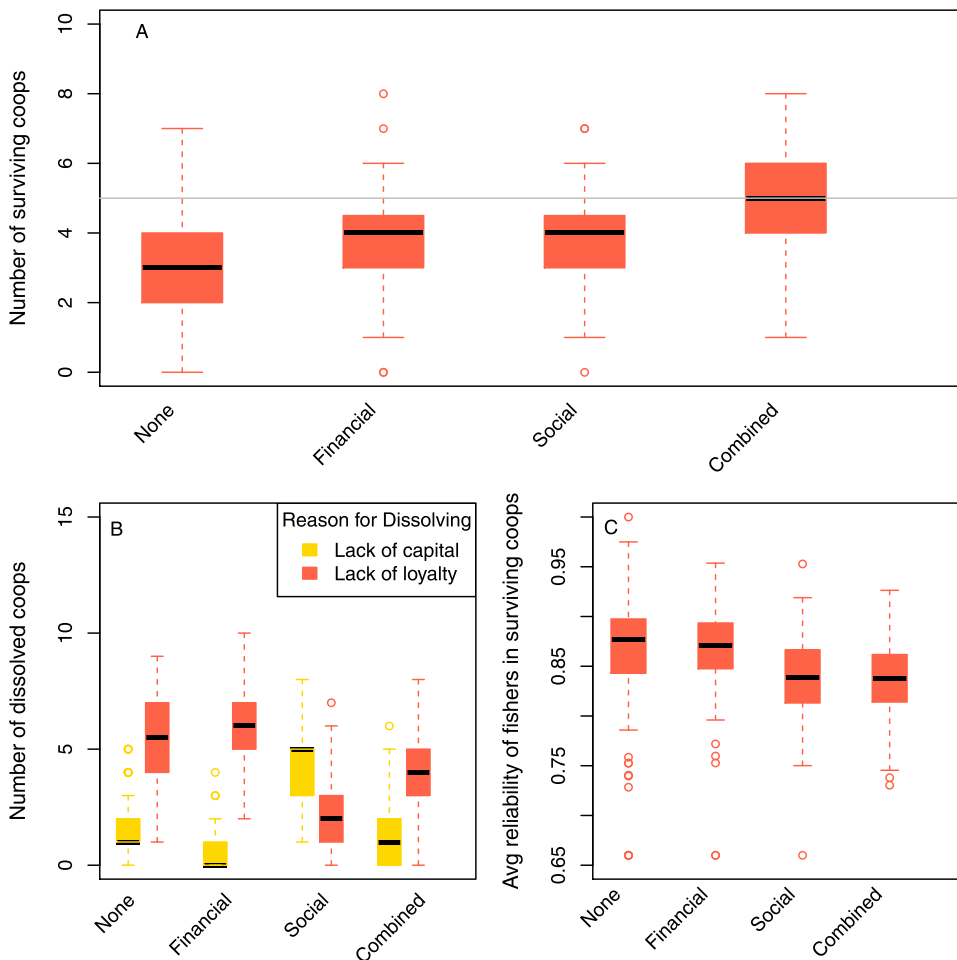 A
Number of surviving coops
10
8
6
4
2
0
None
Financial
Social
Combined
B
Number of dissolved coops
15
10
5
0
Reason for Dissolving
Lack of capital
Lack of loyalty
None
Financial
Social
Combined
C
Avg reliability of fishers in surviving coops
0.95
0.85
0.75
0.65
None
Financial
Social
Combined